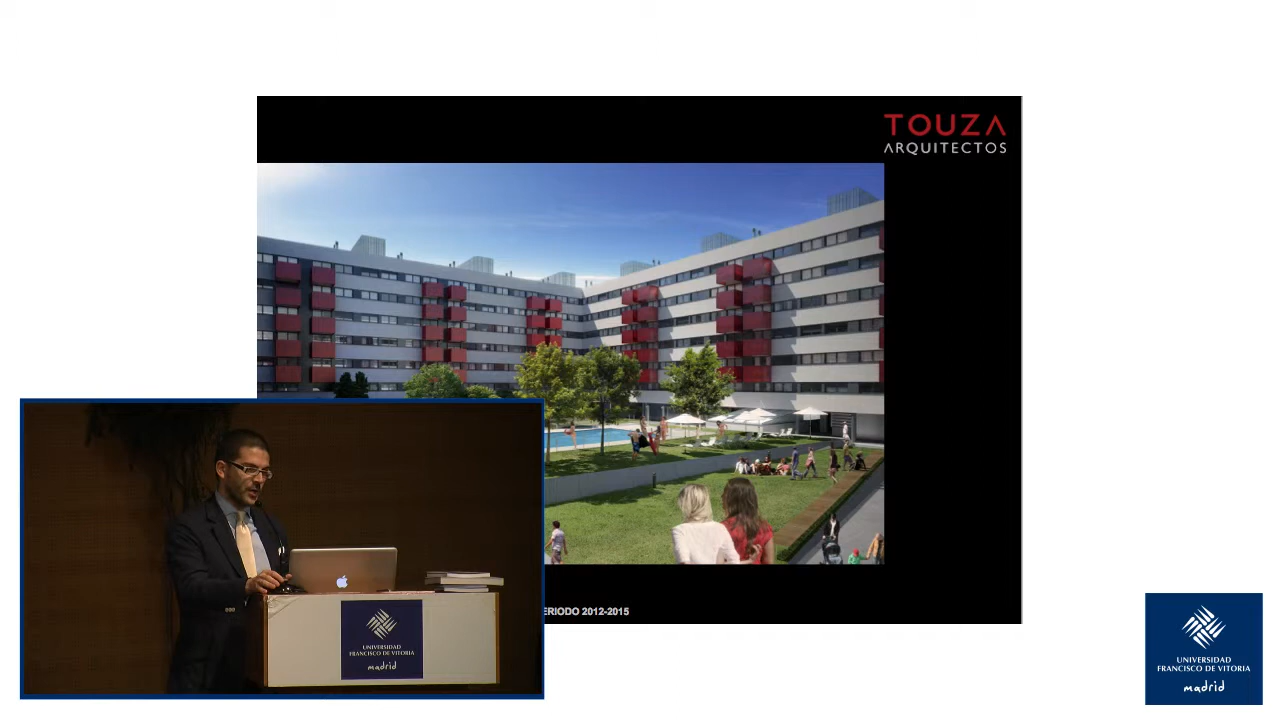 TOUZA
ARQUITECTOS
ERIODO 2012-2015
UNIVERSIDAD
FRANCISCO DE VITORIA
madrid
UNIVERSIDAD
FRANCISCO DE VITORIA
madrid